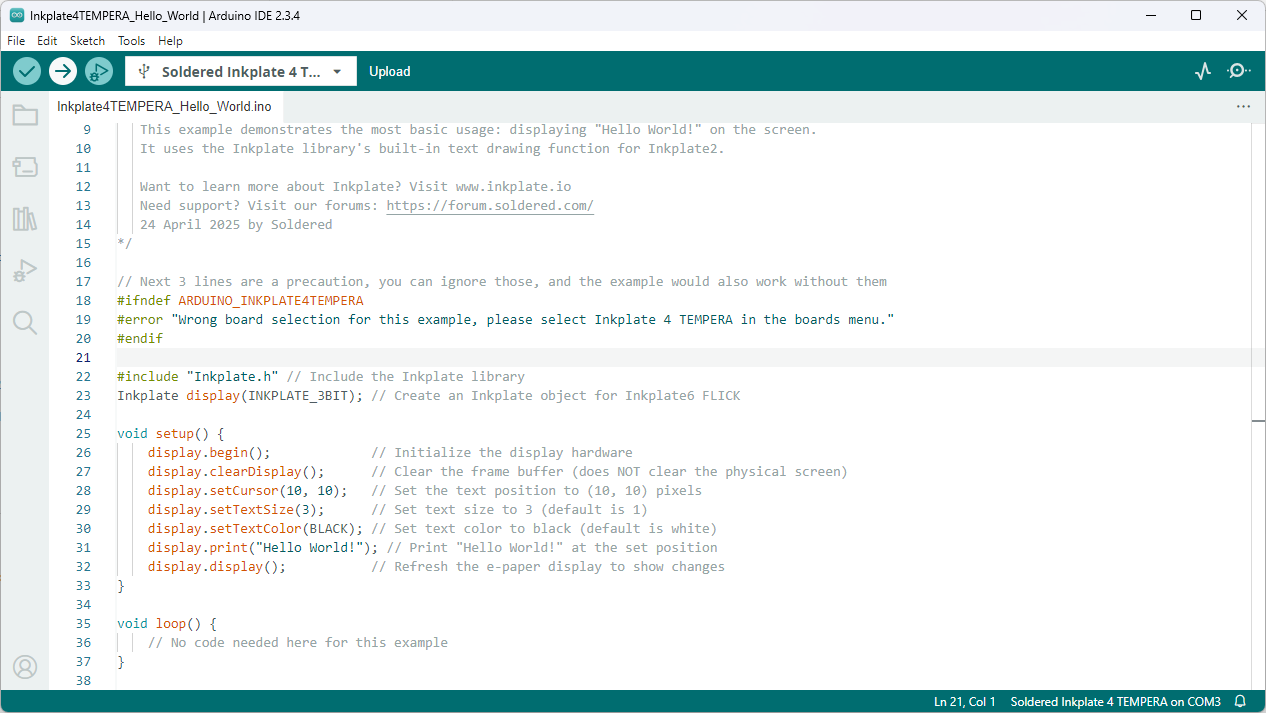 Inkplate4TEMPERA_Hello_World | Arduino IDE 2.3.4
File Edit Sketch Tools Help
Soldered Inkplate 4 T... Upload
Inkplate4TEMPERA_Hello_World.ino
9 This example demonstrates the most basic usage: displaying "Hello World!" on the screen.
10 It uses the Inkplate library's built-in text drawing function for Inkplate2.
11
12 Want to learn more about Inkplate? Visit www.inkplate.io
13 Need support? Visit our forums: https://forum.soldered.com/
14 24 April 2025 by Soldered
15 */
16
17 // Next 3 lines are a precaution, you can ignore those, and the example would also work without them
18 #ifndef ARDUINO_INKPLATE4TEMPERA
19 #error "Wrong board selection for this example, please select Inkplate 4 TEMPERA in the boards menu."
20 #endif
21
22 #include "Inkplate.h" // Include the Inkplate library
23 Inkplate display(INKPLATE_3BIT); // Create an Inkplate object for Inkplate6 FLICK
24
25 void setup() {
26 display.begin(); // Initialize the display hardware
27 display.clearDisplay(); // Clear the frame buffer (does NOT clear the physical screen)
28 display.setCursor(10, 10); // Set the text position to (10, 10) pixels
29 display.setTextSize(3); // Set text size to 3 (default is 1)
30 display.setTextColor(BLACK); // Set text color to black (default is white)
31 display.print("Hello World!"); // Print "Hello World!" at the set position
32 display.display(); // Refresh the e-paper display to show changes
33 }
34
35 void loop() {
36 // No code needed here for this example
37 }
38
Ln 21, Col 1 Soldered Inkplate 4 TEMPERA on COM3